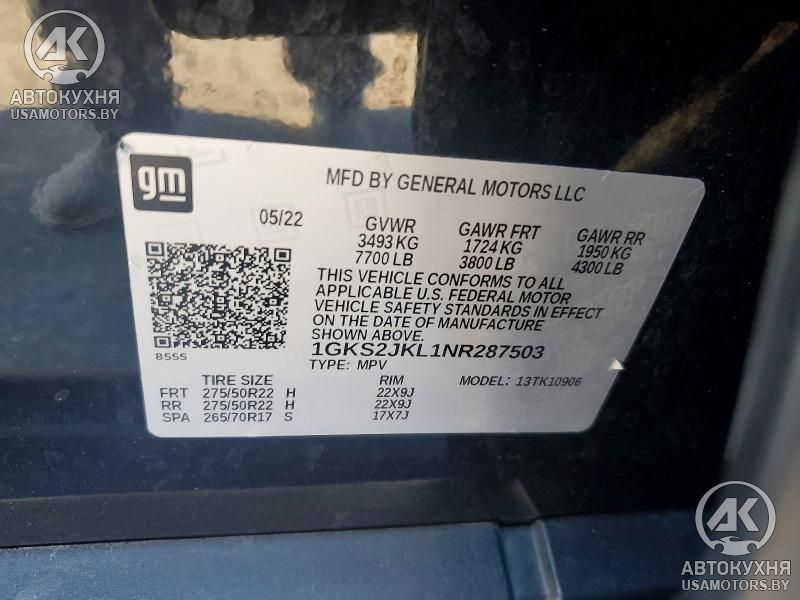 АВТОКУХНЯ
USAMOTORS.BY
gm
MFD BY GENERAL MOTORS LLC
05/22
GVWR
3493 KG
7700 LB
GAWR FRT
1724 KG
3800 LB
GAWR RR
1950 KG
4300 LB
THIS VEHICLE CONFORMS TO ALL
APPLICABLE U.S. FEDERAL MOTOR
VEHICLE SAFETY STANDARDS IN EFFECT
ON THE DATE OF MANUFACTURE
SHOWN ABOVE.
8555
1GKS2JKL1NR287503
TYPE: MPV
MODEL: 13TK10906
TIRE SIZE RIM
FRT 275/50R22 H 22X9J
RR 275/50R22 H 22X9J
SPA 265/70R17 S 17X7J
АК
АВТОКУХНЯ
USAMOTORS.BY